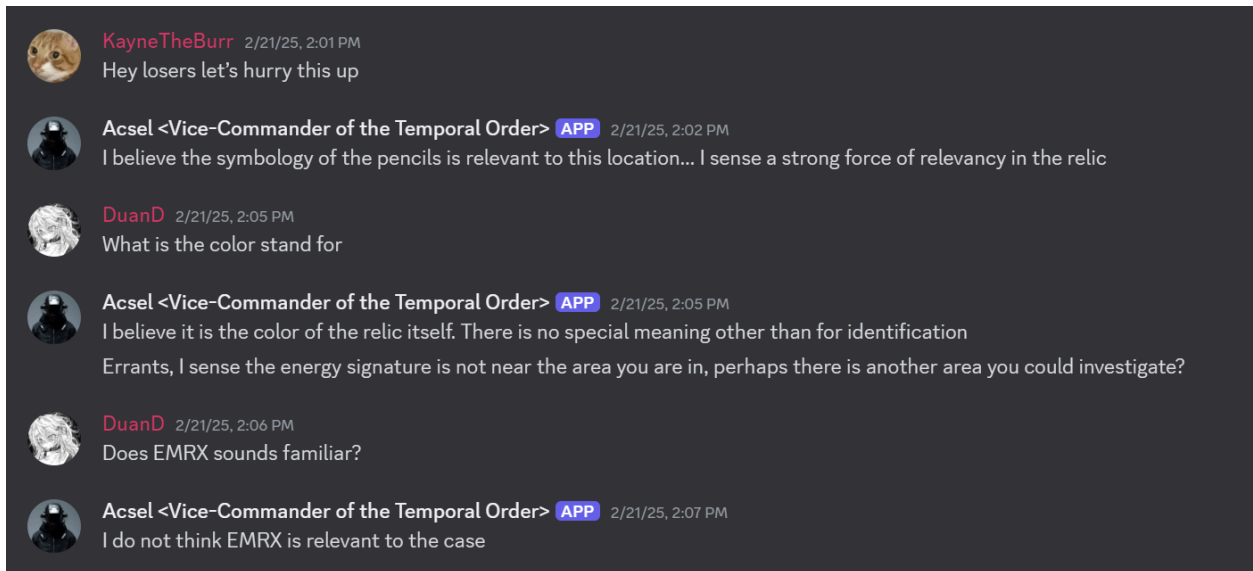 KayneTheBurr 2/21/25, 2:01 PM
Hey losers let's hurry this up
Acsel <Vice-Commander of the Temporal Order> APP 2/21/25, 2:02 PM
I believe the symbology of the pencils is relevant to this location... I sense a strong force of relevancy in the relic
DuanD 2/21/25, 2:05 PM
What is the color stand for
Acsel <Vice-Commander of the Temporal Order> APP 2/21/25, 2:05 PM
I believe it is the color of the relic itself. There is no special meaning other than for identification
Errants, I sense the energy signature is not near the area you are in, perhaps there is another area you could investigate?
DuanD 2/21/25, 2:06 PM
Does EMRX sounds familiar?
Acsel <Vice-Commander of the Temporal Order> APP 2/21/25, 2:07 PM
I do not think EMRX is relevant to the case